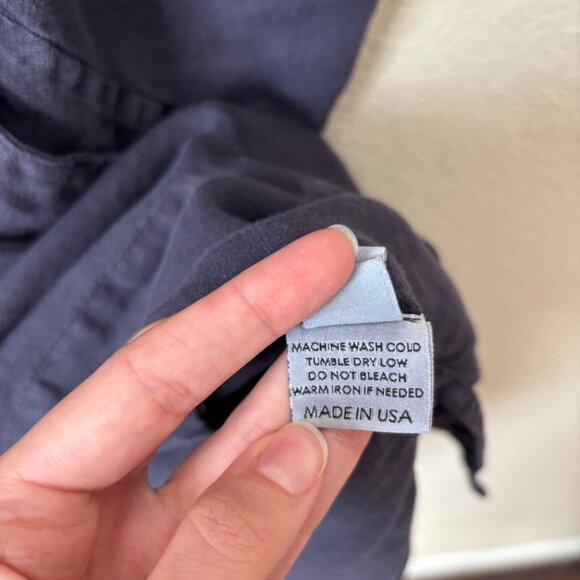 MACHINE WASH COLD
TUMBLE DRY LOW
DO NOT BLEACH
WARM IRON IF NEEDED
MADE IN USA